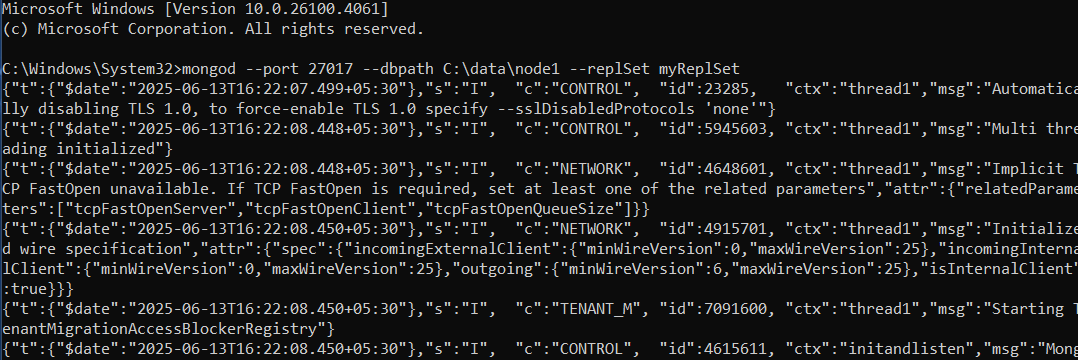 Microsoft Windows [Version 10.0.26100.4061]
(c) Microsoft Corporation. All rights reserved.
C:\Windows\System32>mongod --port 27017 --dbpath C:\data\node1 --replSet myReplSet
{"t":{"$date":"2025-06-13T16:22:07.499+05:30"},"s":"I",  "c":"CONTROL",  "id":23285,   "ctx":"thread1","msg":"Automatica
lly disabling TLS 1.0, to force-enable TLS 1.0 specify --sslDisabledProtocols 'none'"}
{"t":{"$date":"2025-06-13T16:22:08.448+05:30"},"s":"I",  "c":"CONTROL",  "id":5945603, "ctx":"thread1","msg":"Multi thre
ading initialized"}
{"t":{"$date":"2025-06-13T16:22:08.448+05:30"},"s":"I",  "c":"NETWORK",  "id":4648601, "ctx":"thread1","msg":"Implicit T
CP FastOpen unavailable. If TCP FastOpen is required, set at least one of the related parameters","attr":{"relatedParame
ters":["tcpFastOpenServer","tcpFastOpenClient","tcpFastOpenQueueSize"]}}
{"t":{"$date":"2025-06-13T16:22:08.450+05:30"},"s":"I",  "c":"NETWORK",  "id":4915701, "ctx":"thread1","msg":"Initialize
d wire specification","attr":{"spec":{"incomingExternalClient":{"minWireVersion":0,"maxWireVersion":25},"incomingInterna
lClient":{"minWireVersion":0,"maxWireVersion":25},"outgoing":{"minWireVersion":6,"maxWireVersion":25},"isInternalClient"
:true}}}
{"t":{"$date":"2025-06-13T16:22:08.450+05:30"},"s":"I",  "c":"TENANT_M", "id":7091600, "ctx":"thread1","msg":"Starting T
enantMigrationAccessBlockerRegistry"}
{"t":{"$date":"2025-06-13T16:22:08.450+05:30"},"s":"I",  "c":"CONTROL",  "id":4615611, "ctx":"initandlisten","msg":"Mong